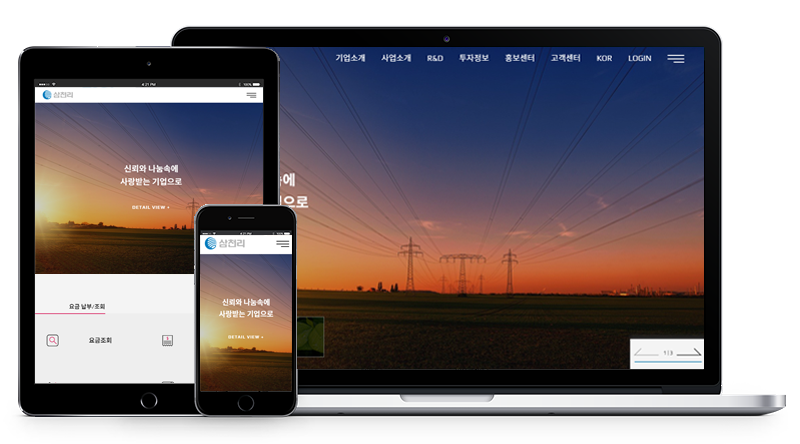 기업소개 사업소개 R&D 투자정보 홍보센터 고객센터 KOR LOGIN
속에
으로
1 | 3
4:21 PM 100%
삼천리
신뢰와 나눔속에
사랑받는 기업으로
DETAIL VIEW >
요금 납부/조회
요금조회
4:21 PM
삼천리
신뢰와 나눔속에
사랑받는 기업으로
DETAIL VIEW >